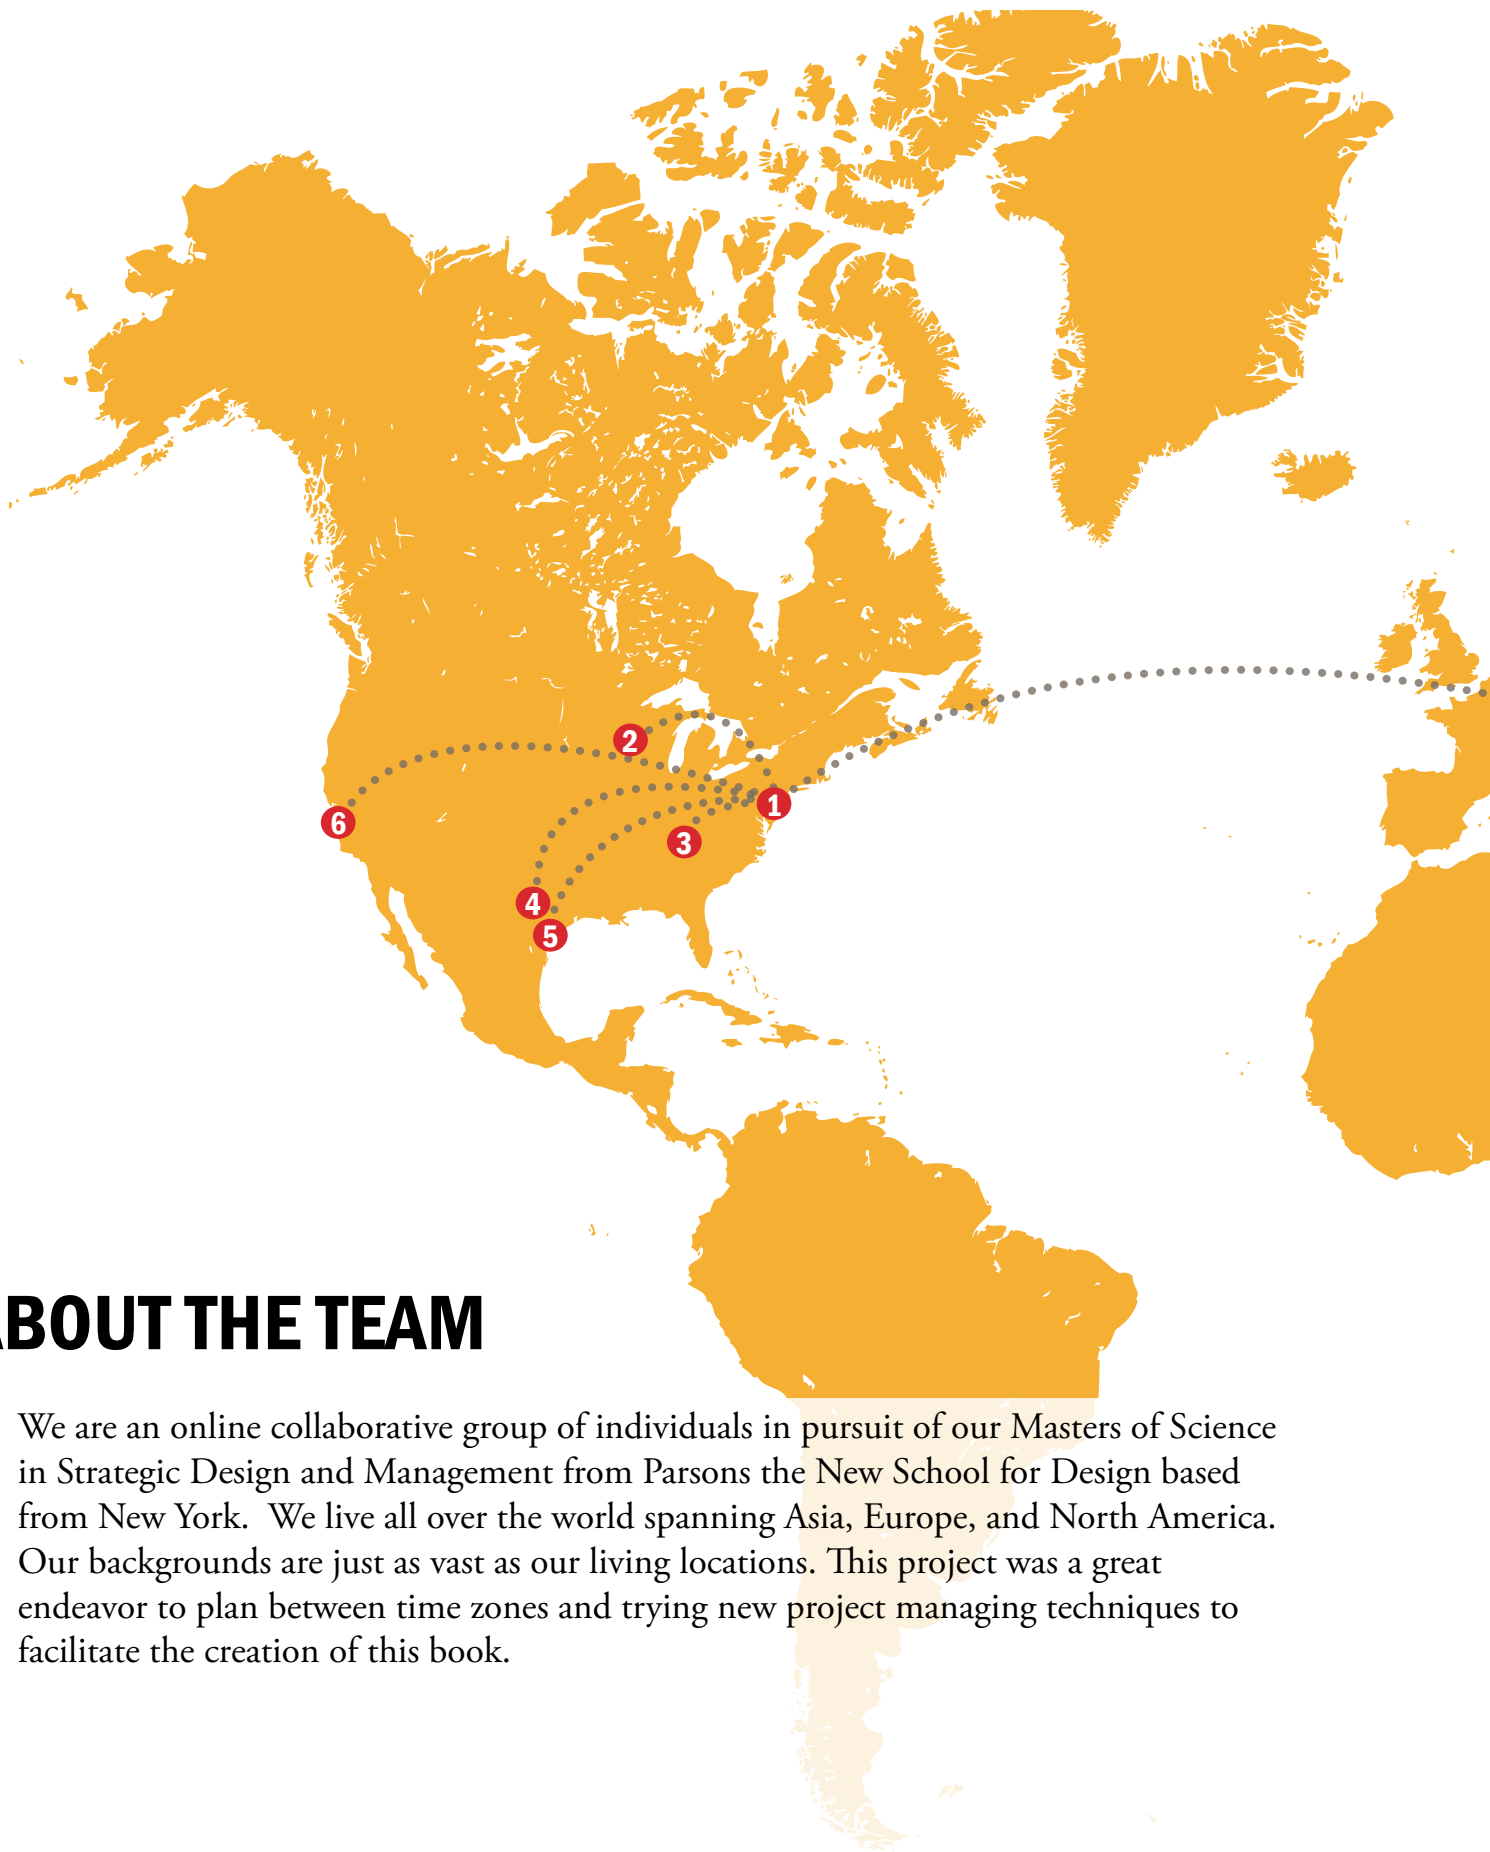 2
1
6
3
4
5
ABOUT THE TEAM
We are an online collaborative group of individuals in pursuit of our Masters of Science
in Strategic Design and Management from Parsons the New School for Design based
from New York.  We live all over the world spanning Asia, Europe, and North America.
Our backgrounds are just as vast as our living locations. This project was a great
endeavor to plan between time zones and trying new project managing techniques to
facilitate the creation of this book.